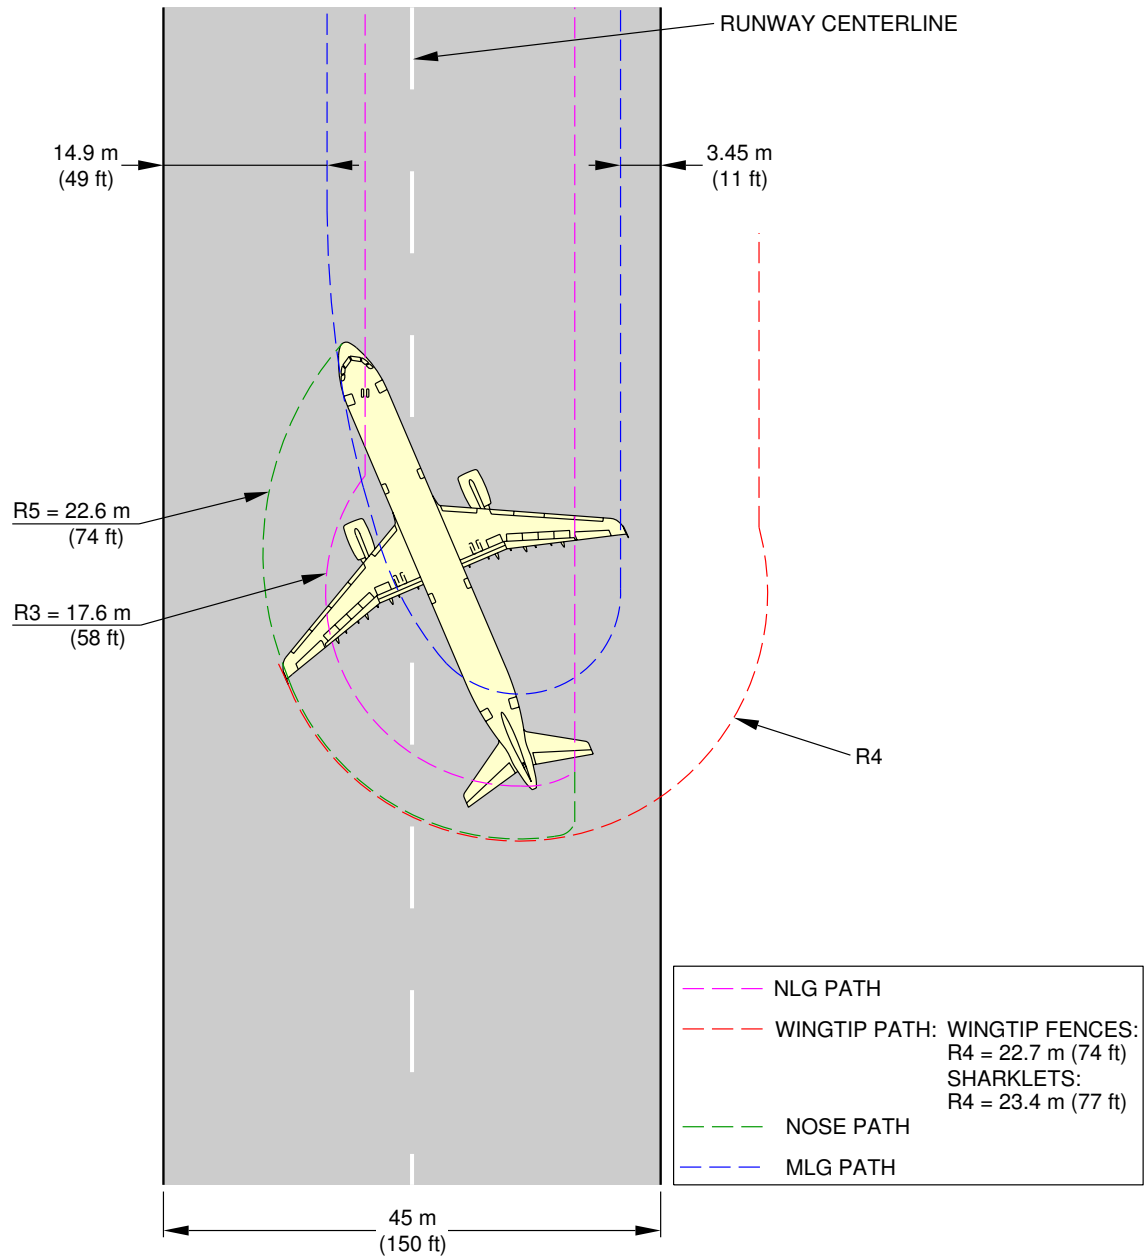 RUNWAY CENTERLINE
14.9 m
(49 ft)
3.45 m
(11 ft)
R5 = 22.6 m
(74 ft)
R3 = 17.6 m
(58 ft)
R4
NLG PATH
WINGTIP PATH: WINGTIP FENCES:
R4 = 22.7 m (74 ft)
SHARKLETS:
R4 = 23.4 m (77 ft)
NOSE PATH
MLG PATH
45 m
(150 ft)